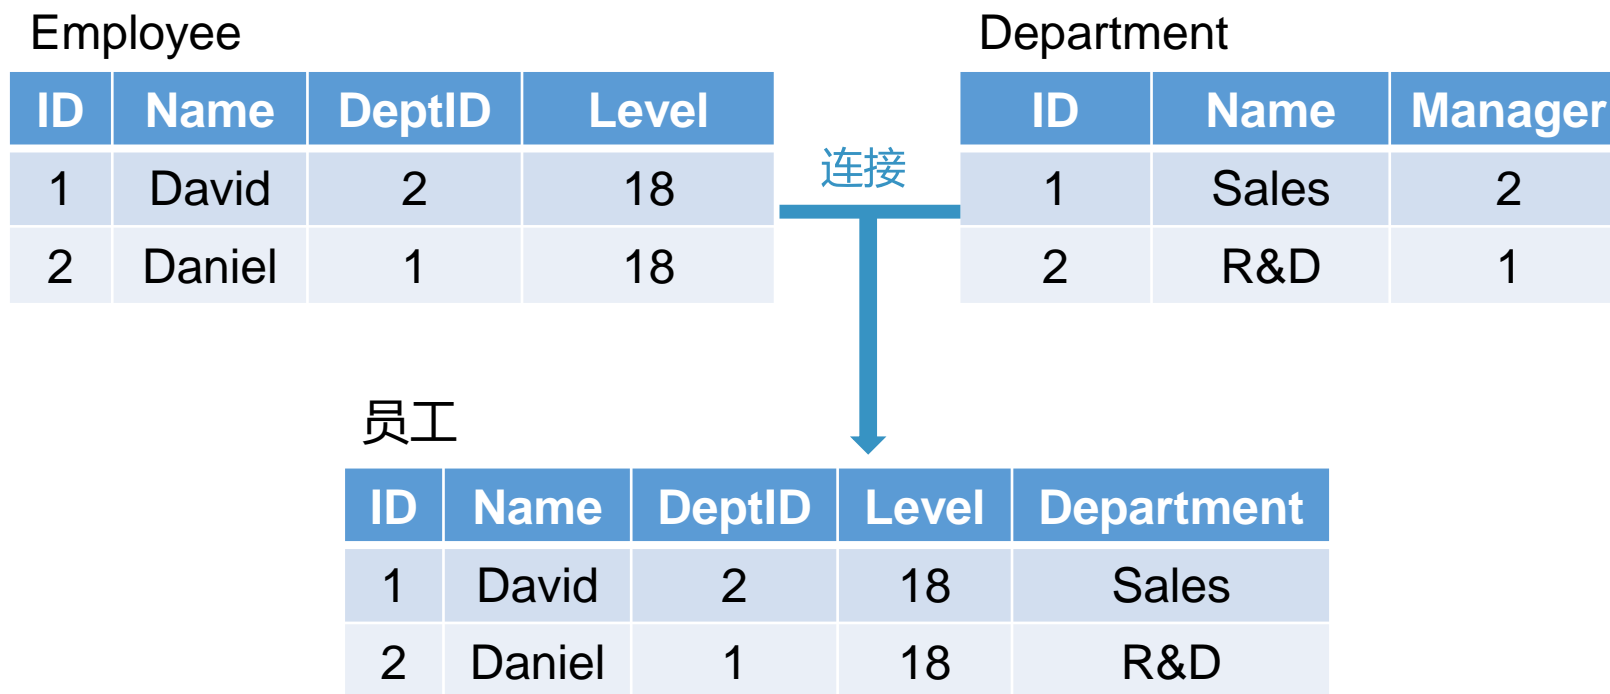 Employee
ID Name DeptID Level
1 David 2 18
2 Daniel 1 18
连接
Department
ID Name Manager
1 Sales 2
2 R&D 1
员工
ID Name DeptID Level Department
1 David 2 18 Sales
2 Daniel 1 18 R&D